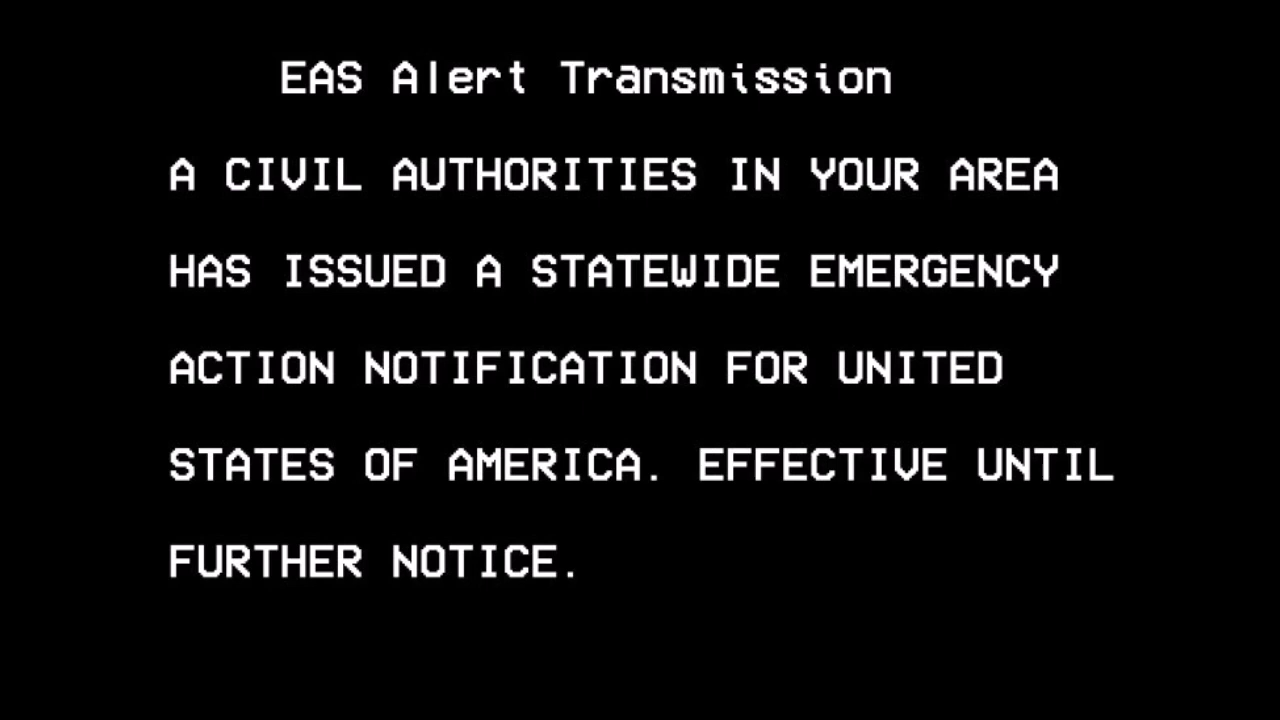 EAS Alert Transmission
A CIVIL AUTHORITIES IN YOUR AREA
HAS ISSUED A STATEWIDE EMERGENCY
ACTION NOTIFICATION FOR UNITED
STATES OF AMERICA. EFFECTIVE UNTIL
FURTHER NOTICE.